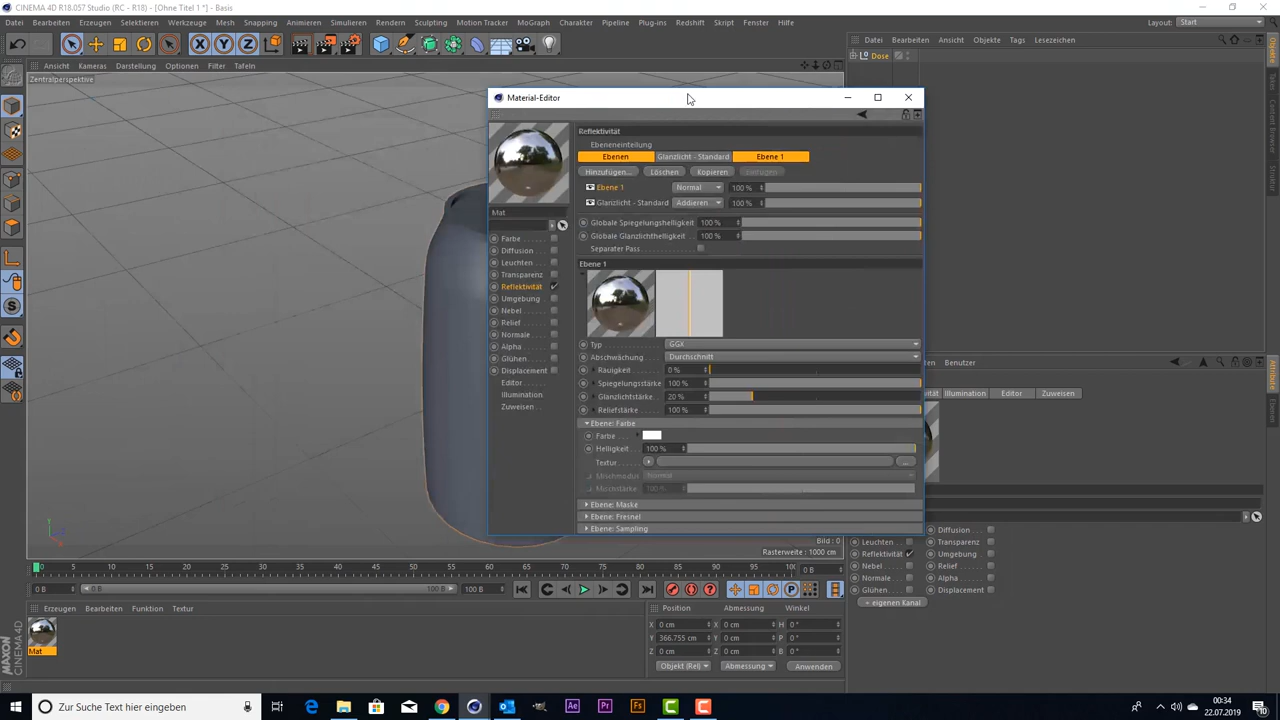 CINEMA 4D R18.057 Studio (RC - R18) - [Ohne Titel 1 *] - Basis
Datei Bearbeiten Erzeugen Selektieren Werkzeuge Mesh Snapping Animieren Simulieren Rendern Sculpting Motion Tracker MoGraph Charakter Pipeline Plug-ins Redshift Skript Fenster Hilfe Layout: Start
Datei Bearbeiten Ansicht Objekte Tags Lesezeichen
Ansicht Kameras Darstellung Optionen Filter Tafeln
Dose
Zentralperspektive
Material-Editor
Reflektivität
Ebeneneinteilung
Ebenen Glanzlicht - Standard Ebene 1
Hinzufügen... Löschen Kopieren Einfügen
Ebene 1 Normal 100 %
Glanzlicht - Standard Addieren 100 %
Globale Spiegelungshelligkeit 100 %
Globale Glanzlichthelligkeit 100 %
Separater Pass
Mat
Farbe
Diffusion
Leuchten
Transparenz
Reflektivität
Umgebung
Nebel
Relief
Normale
Alpha
Glühen
Displacement
Editor
Illumination
Zuweisen
Ebene 1
Typ GGX
Abschwächung Durchschnitt
Rauigkeit 0 %
Spiegelungsstärke 100 %
Glanzlichtstärke 20 %
Reliefstärke 100 %
Ebene: Farbe
Farbe
Helligkeit 100 %
Textur ...
Mischmodus Normal
Mischstärke 100 %
Ebene: Maske
Ebene: Fresnel
Ebene: Sampling
Benutzer
Illumination Editor Zuweisen
Diffusion
Leuchten Transparenz
Reflektivität Umgebung
Nebel Relief
Normale Alpha
Glühen Displacement
+ eigenen Kanal
Objekte
Content Browser
Struktur
Attribute
Bild : 0
Rasterweite : 1000 cm
0 5 10 15 20 25 30 35 40 45 50 55 60 65 70 75 80 85 90 95 100 0 B
0 B 0 B 100 B 100 B
Erzeugen Bearbeiten Funktion Textur
Mat
Position Abmessung Winkel
X 0 cm X 0 cm H 0 °
Y 366.755 cm Y 0 cm P 0 °
Z 0 cm Z 0 cm B 0 °
Objekt (Rel) Abmessung Anwenden
MAXON CINEMA 4D
Zur Suche Text hier eingeben
Ae Pr Fs
00:34
22.07.2019